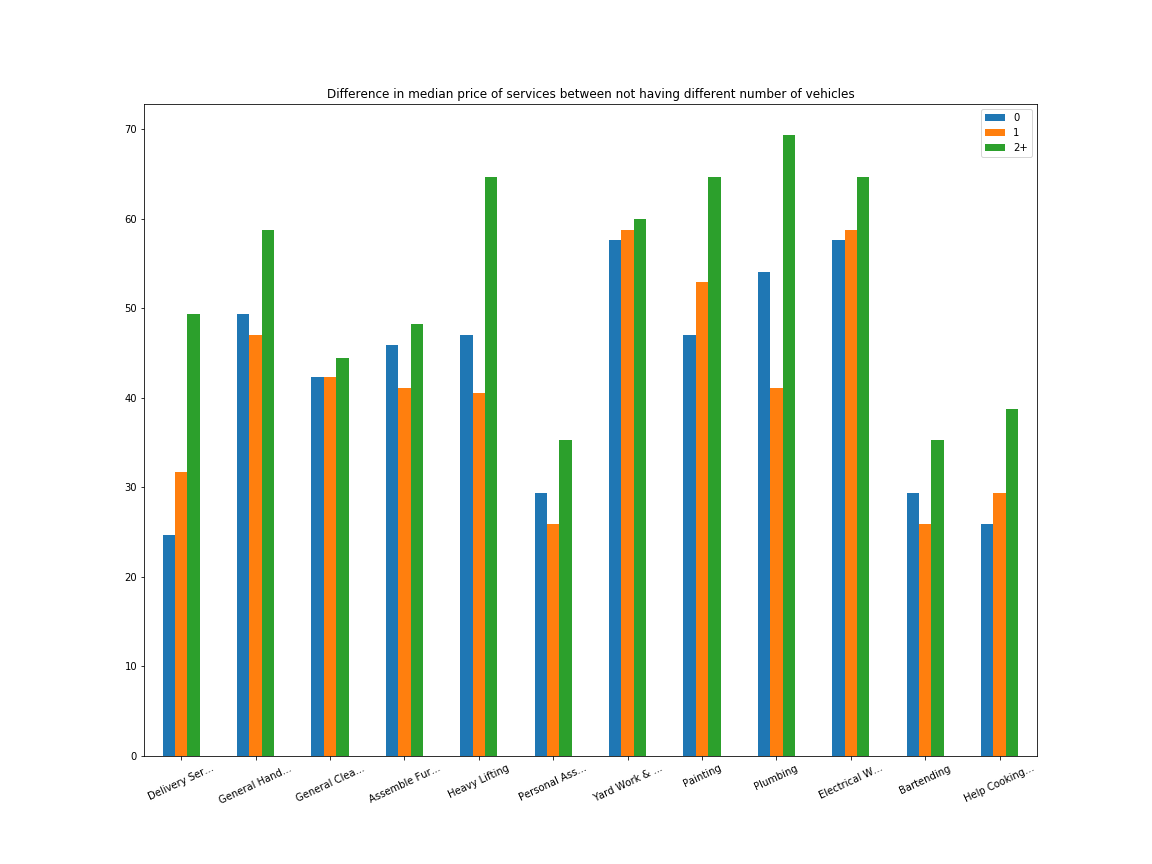 Difference in median price of services between not having different number of vehicles
0
1
2+
70
60
50
40
30
20
10
0
Delivery Ser...
General Hand...
General Clea...
Assemble Fur...
Heavy Lifting
Personal Ass...
Yard Work & ...
Painting
Plumbing
Electrical W...
Bartending
Help Cooking...